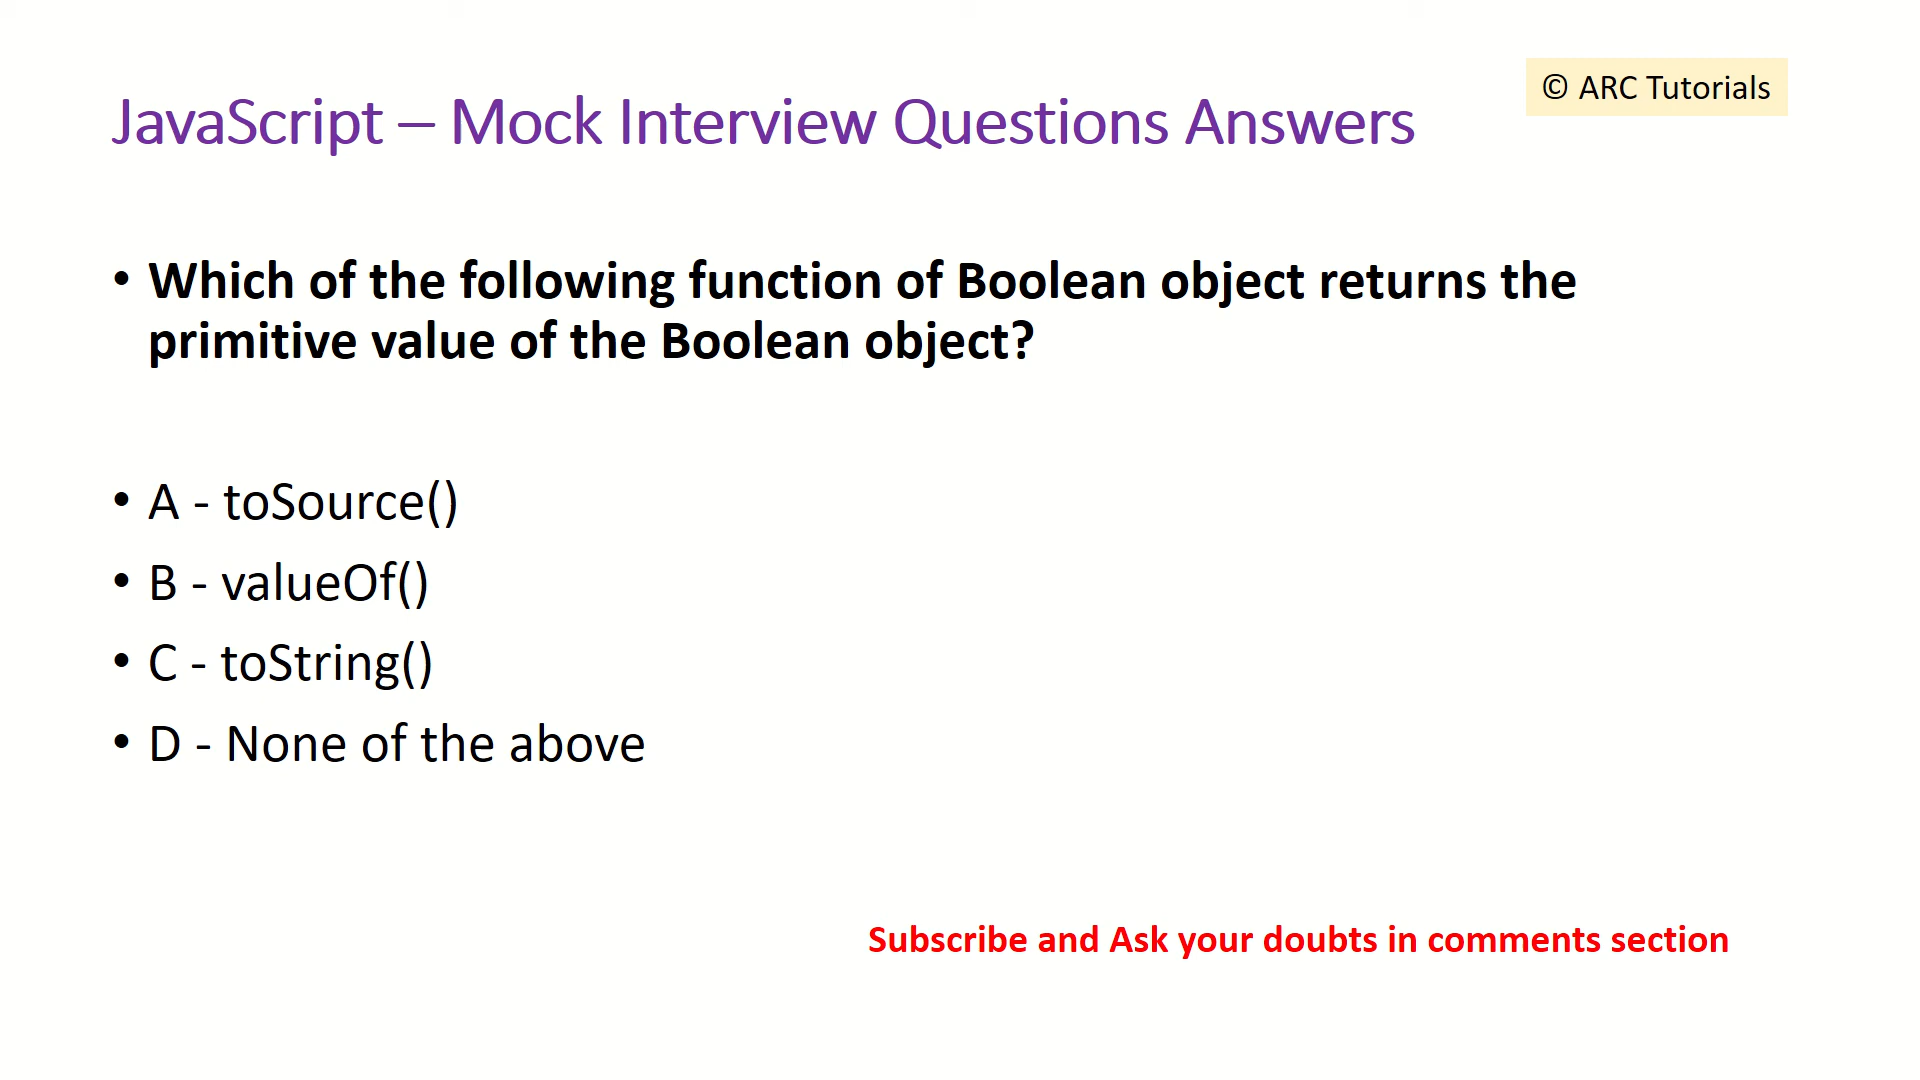 © ARC Tutorials
JavaScript – Mock Interview Questions Answers
• Which of the following function of Boolean object returns the
primitive value of the Boolean object?
• A - toSource()
• B - valueOf()
• C - toString()
• D - None of the above
Subscribe and Ask your doubts in comments section